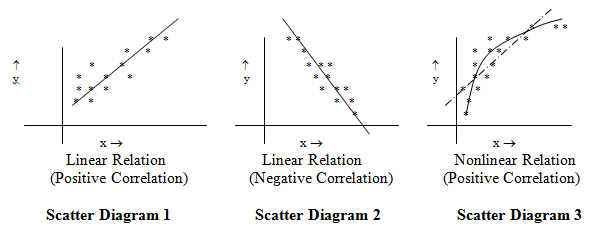 ↑
y
x →
Linear Relation
(Positive Correlation)
Scatter Diagram 1
↑
y
x →
Linear Relation
(Negative Correlation)
Scatter Diagram 2
↑
y
x →
Nonlinear Relation
(Positive Correlation)
Scatter Diagram 3